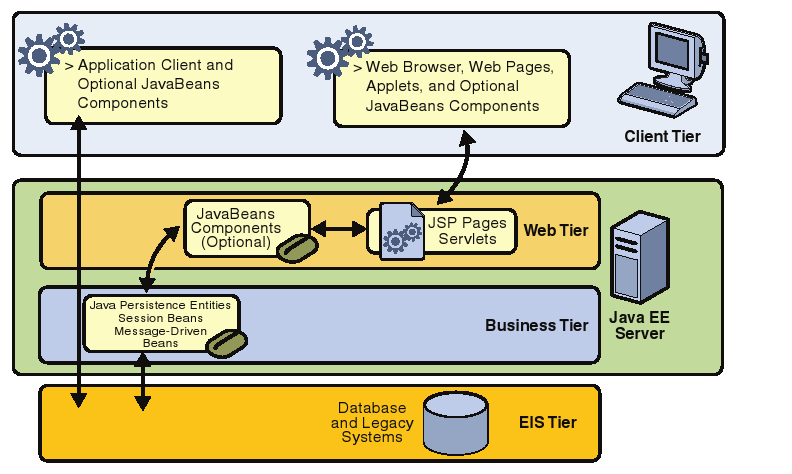 > Application Client and
Optional JavaBeans
Components
> Web Browser, Web Pages,
Applets, and Optional
JavaBeans Components
Client Tier
JavaBeans
Components
(Optional)
JSP Pages
Servlets
Web Tier
Java Persistence Entities
Session Beans
Message-Driven
Beans
Business Tier
Java EE
Server
Database
and Legacy
Systems
EIS Tier